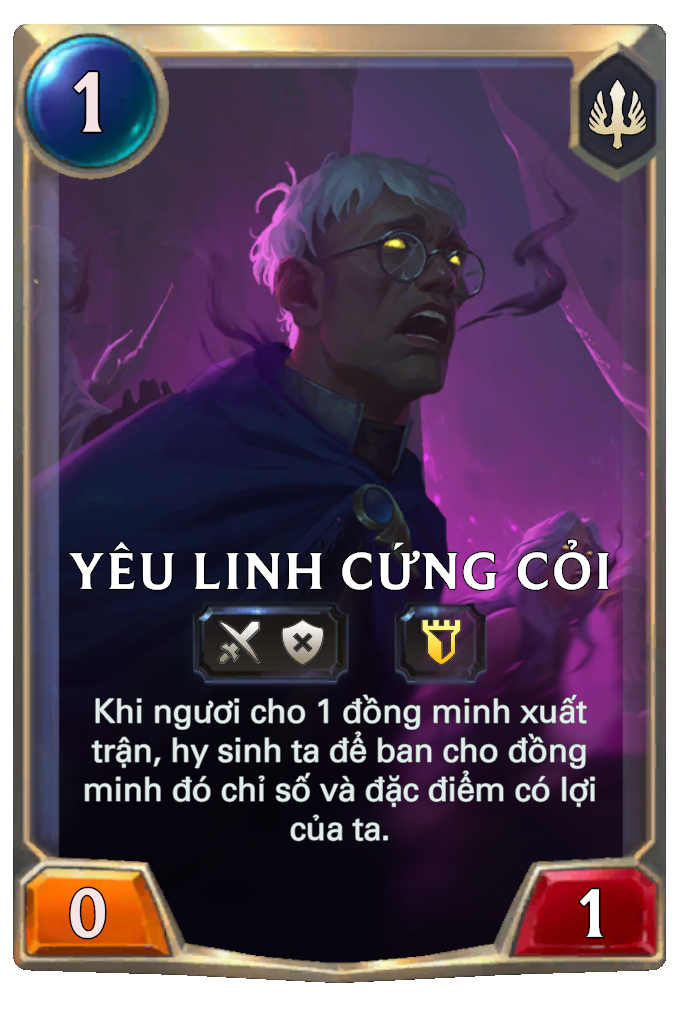 1
YÊU LINH CỨNG CỎI
Khi ngươi cho 1 đồng minh xuất
trận, hy sinh ta để ban cho đồng
minh đó chỉ số và đặc điểm có lợi
của ta.
0
1